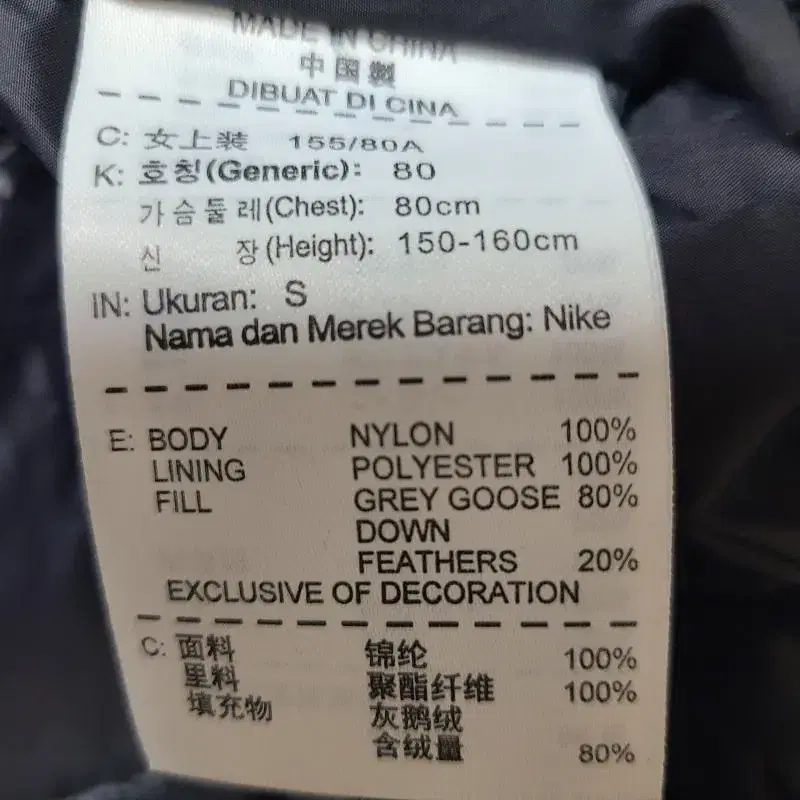 MADE IN CHINA
中国製
DIBUAT DI CINA
C: 女上装 155/80A
K: 호칭(Generic): 80
가슴둘레(Chest): 80cm
신 장(Height): 150-160cm
IN: Ukuran: S
Nama dan Merek Barang: Nike
E: BODY NYLON 100%
LINING POLYESTER 100%
FILL GREY GOOSE 80%
DOWN
FEATHERS 20%
EXCLUSIVE OF DECORATION
C: 面料 锦纶 100%
里料 聚酯纤维 100%
填充物 灰鹅绒
含绒量 80%